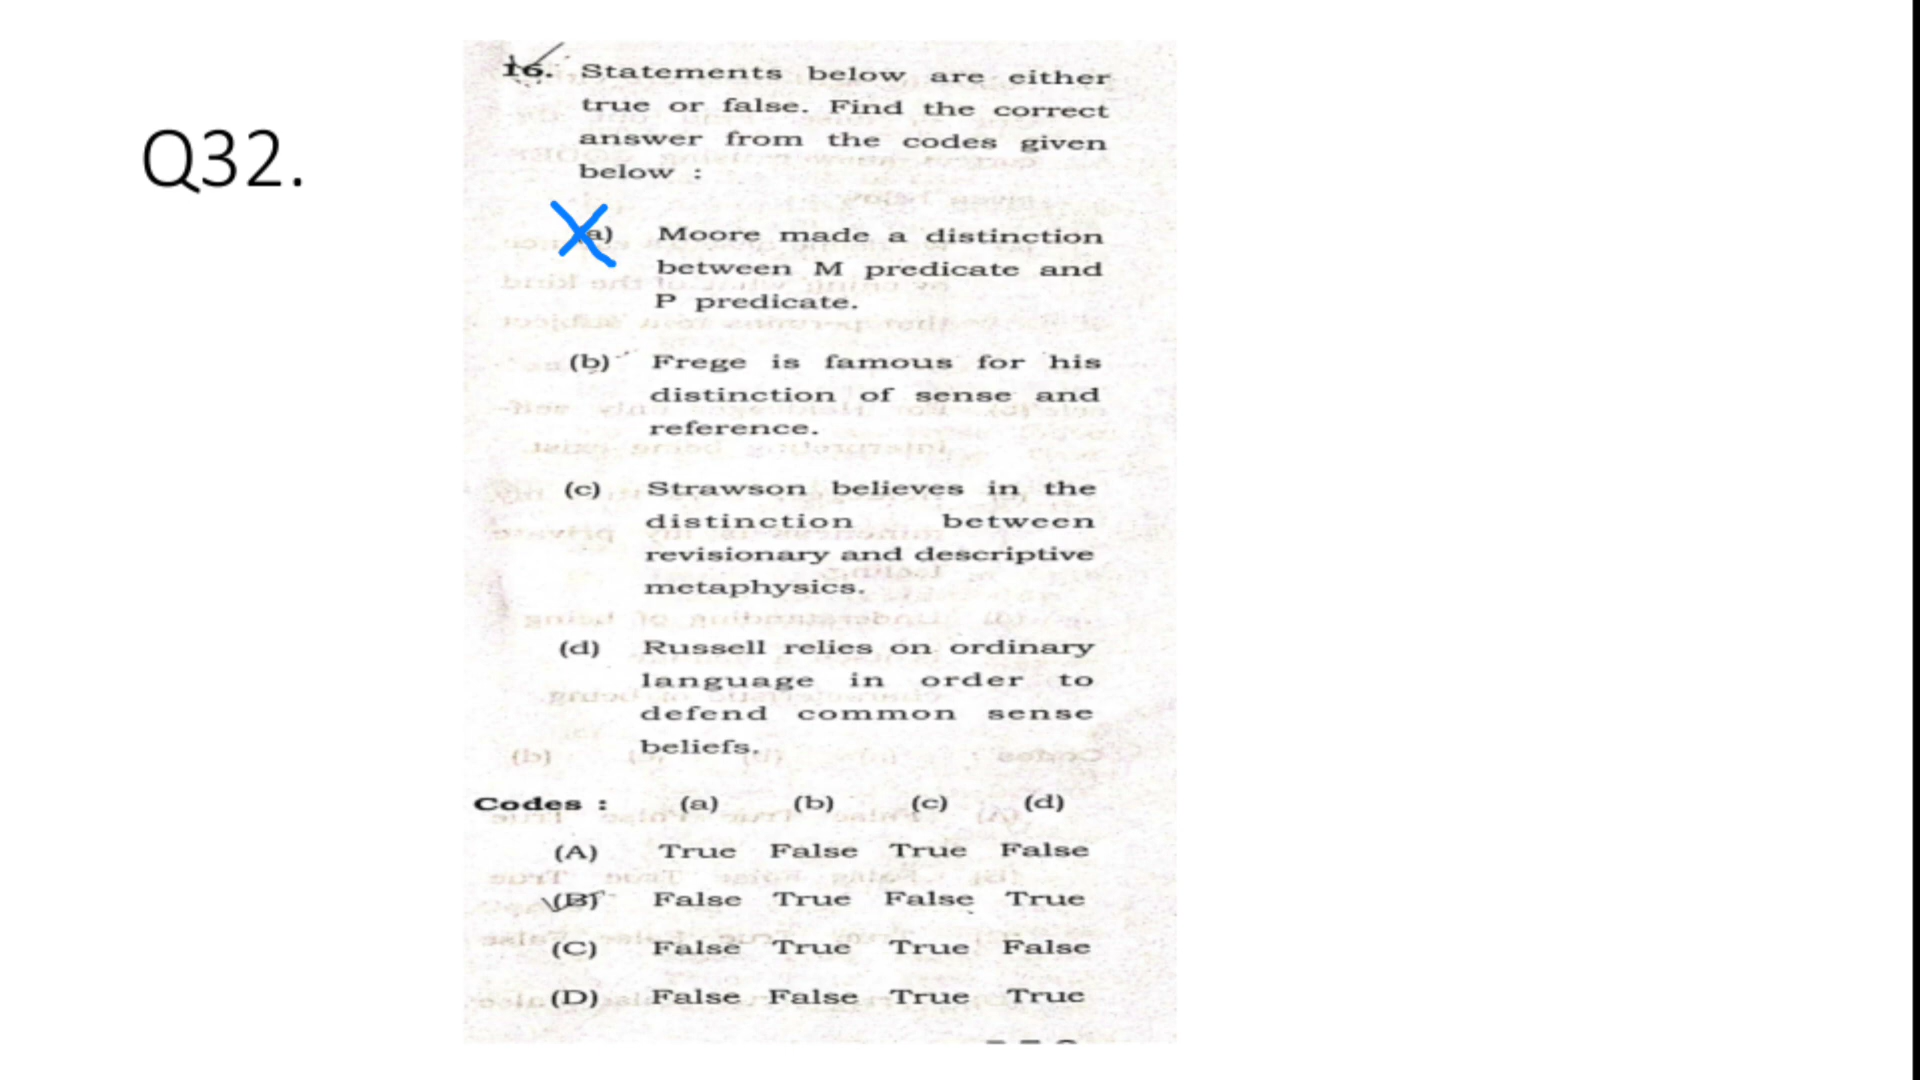 Q32.
16. Statements below are either
true or false. Find the correct
answer from the codes given
below :
(a) Moore made a distinction
between M predicate and
P predicate.
(b) Frege is famous for his
distinction of sense and
reference.
(c) Strawson believes in the
distinction between
revisionary and descriptive
metaphysics.
(d) Russell relies on ordinary
language in order to
defend common sense
beliefs.
Codes : (a) (b) (c) (d)
(A) True False True False
(B) False True False True
(C) False True True False
(D) False False True True